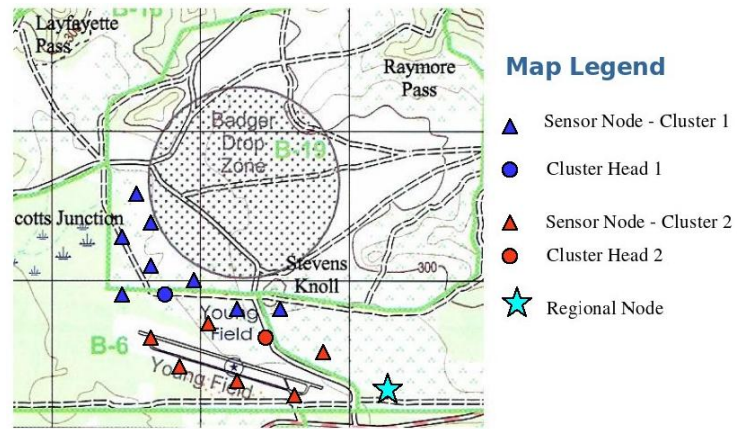 B-16
Layfayette
Pass
Raymore
Pass
Badger
Drop
Zone
B-19
cotts Junction
Stevens
Knoll
300
Young
Field
B-6
Young Field
Map Legend
Sensor Node - Cluster 1
Cluster Head 1
Sensor Node - Cluster 2
Cluster Head 2
Regional Node